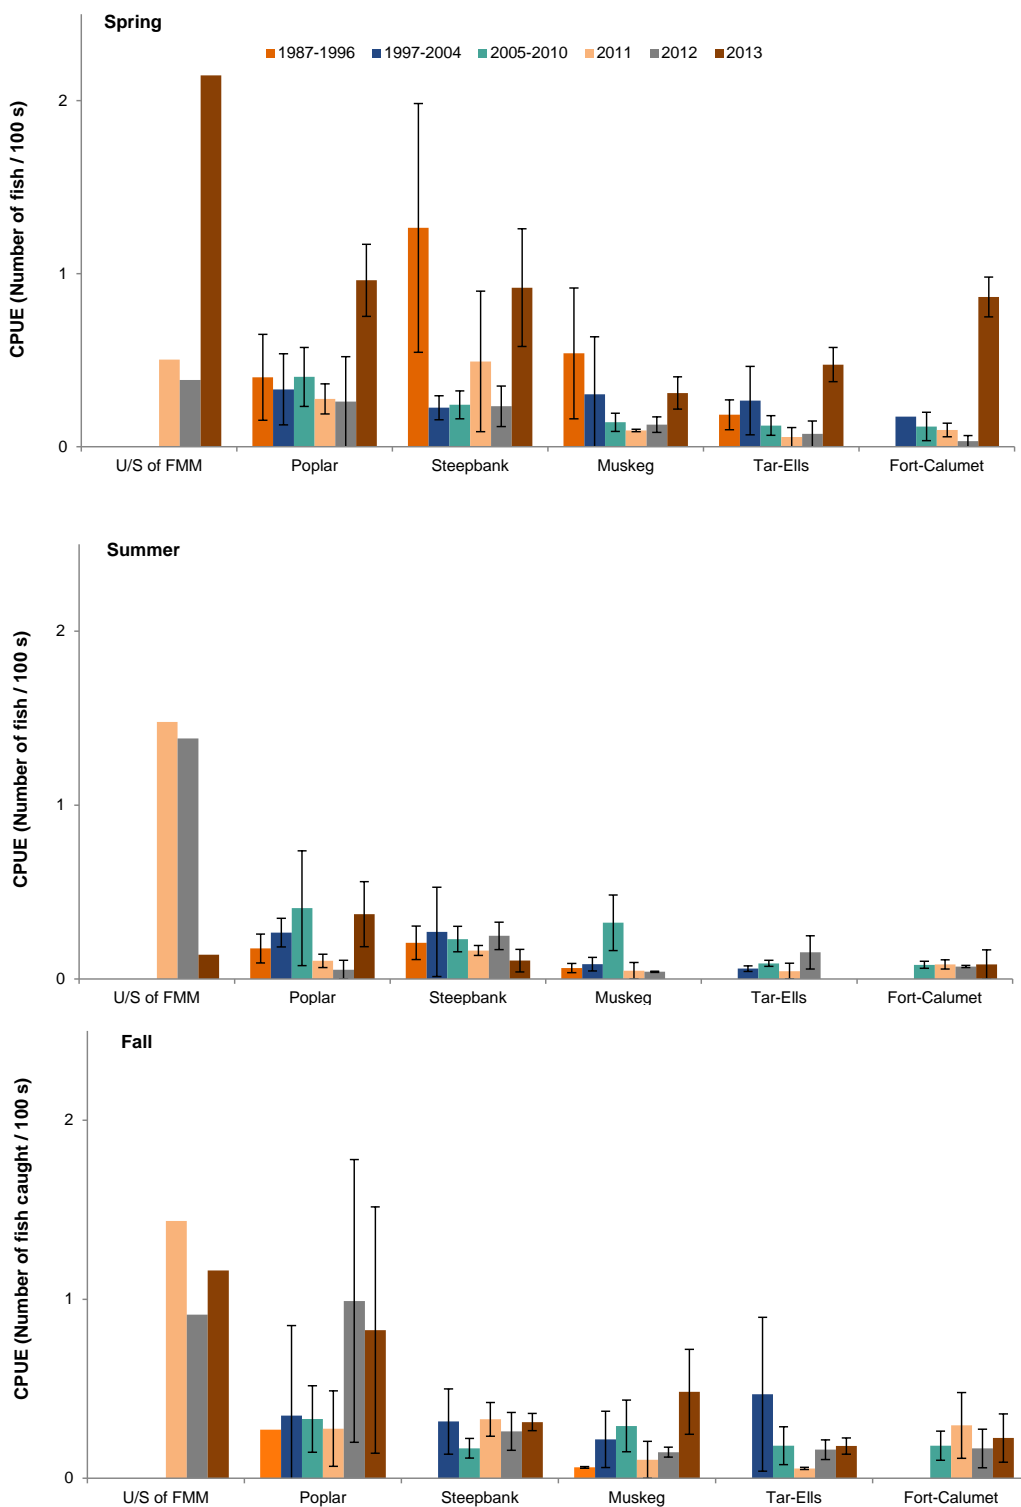 Spring
1987-1996 1997-2004 2005-2010 2011 2012 2013
CPUE (Number of fish / 100 s)
2
1
0
U/S of FMM Poplar Steepbank Muskeg Tar-Ells Fort-Calumet
Summer
CPUE (Number of fish / 100 s)
2
1
0
U/S of FMM Poplar Steepbank Muskeg Tar-Ells Fort-Calumet
Fall
CPUE (Number of fish caught / 100 s)
2
1
0
U/S of FMM Poplar Steepbank Muskeg Tar-Ells Fort-Calumet